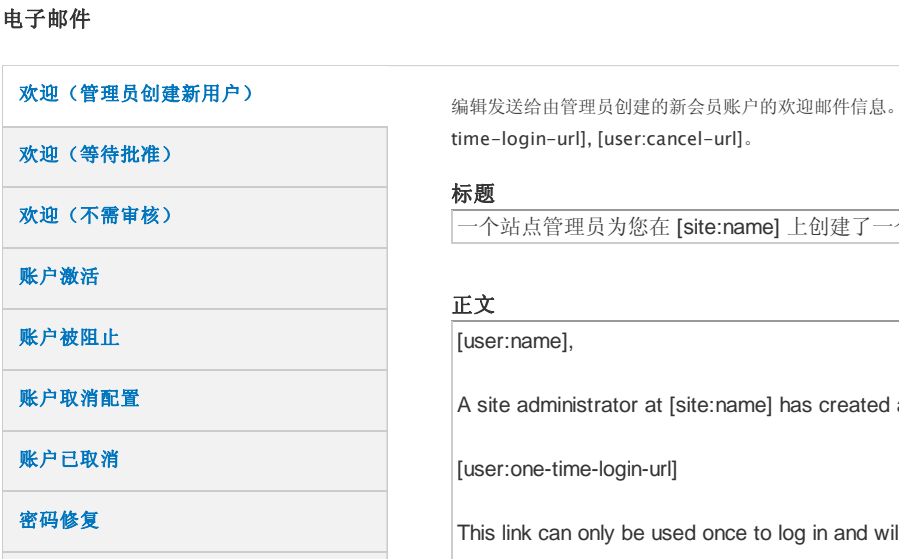 电子邮件
欢迎（管理员创建新用户）
欢迎（等待批准）
欢迎（不需审核）
账户激活
账户被阻止
账户取消配置
账户已取消
密码修复
编辑发送给由管理员创建的新会员账户的欢迎邮件信息。
time-login-url], [user:cancel-url]。
标题
一个站点管理员为您在 [site:name] 上创建了一
正文
[user:name],
A site administrator at [site:name] has created
[user:one-time-login-url]
This link can only be used once to log in and wil